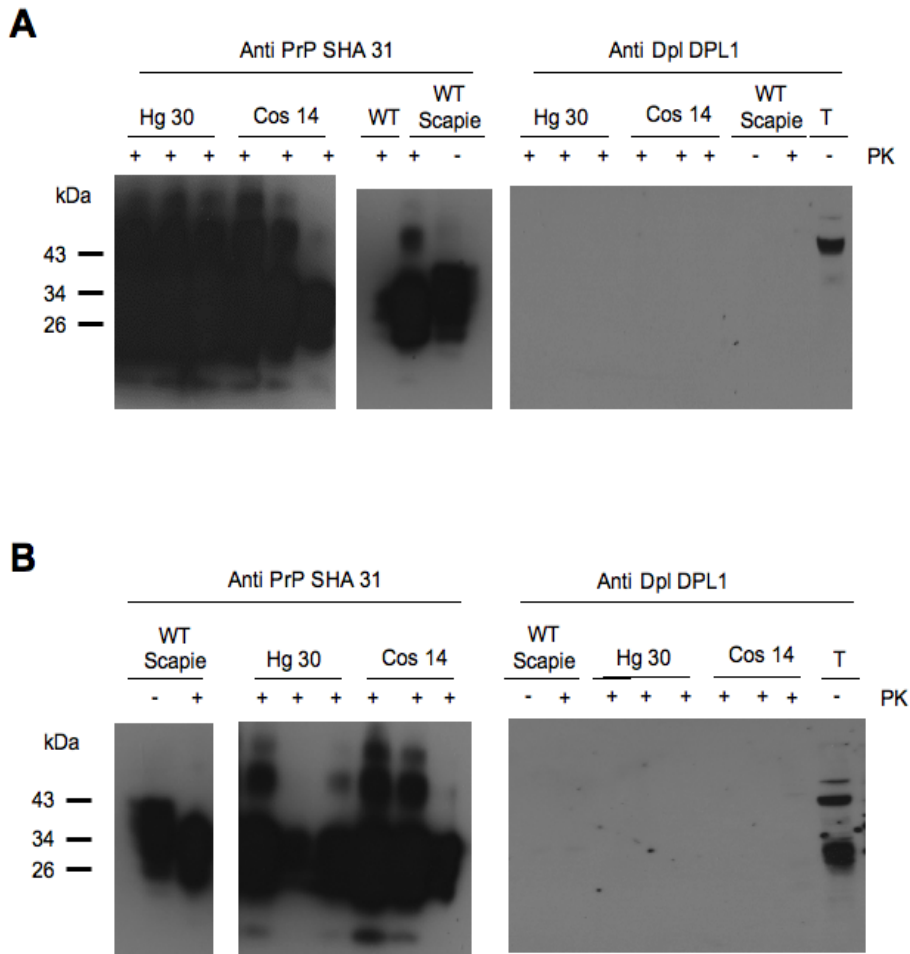 A
Anti PrP SHA 31
Anti Dpl DPL1
Hg 30
Cos 14
WT
WT
Scapie
Hg 30
Cos 14
WT
Scapie
T
+ + + + + + + + - + + + + + + - + - PK
kDa
43
34
26
B
Anti PrP SHA 31
Anti Dpl DPL1
WT
Scapie
Hg 30
Cos 14
WT
Scapie
Hg 30
Cos 14
T
- + + + + + + + - + + + + + + + - PK
kDa
43
34
26